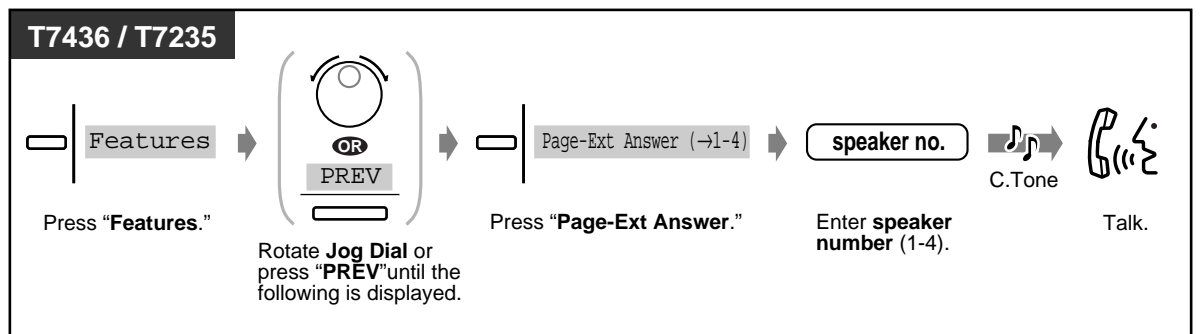 T7436 / T7235
Features
OR
PREV
Page-Ext Answer (→1-4)
speaker no.
C.Tone
Press “Features.”
Rotate Jog Dial or
press “PREV”until the
following is displayed.
Press “Page-Ext Answer.”
Enter speaker
number (1-4).
Talk.